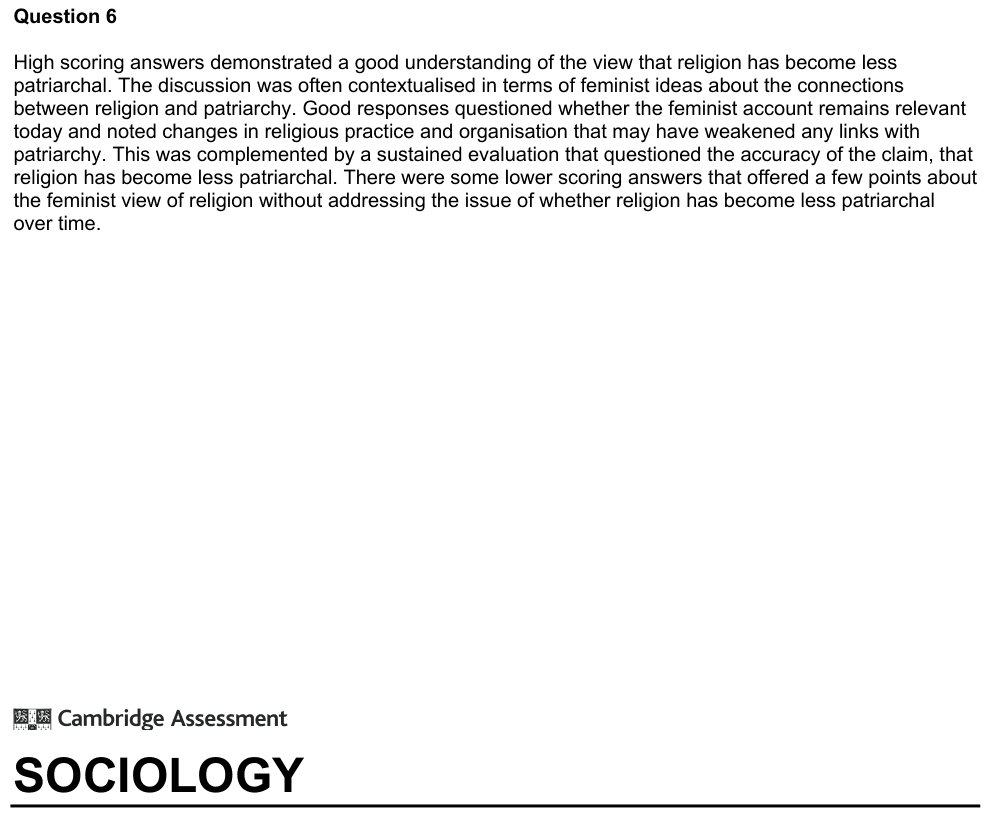 Question 6
High scoring answers demonstrated a good understanding of the view that religion has become less
patriarchal. The discussion was often contextualised in terms of feminist ideas about the connections
between religion and patriarchy. Good responses questioned whether the feminist account remains relevant
today and noted changes in religious practice and organisation that may have weakened any links with
patriarchy. This was complemented by a sustained evaluation that questioned the accuracy of the claim, that
religion has become less patriarchal. There were some lower scoring answers that offered a few points about
the feminist view of religion without addressing the issue of whether religion has become less patriarchal
over time.
Cambridge Assessment
SOCIOLOGY